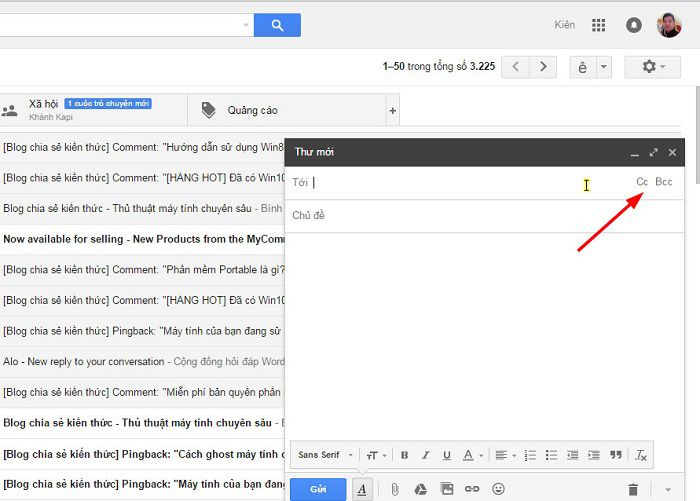 Kiên
1–50 trong tổng số 3.225
ê
Xã hội 1 cuộc trò chuyện mới
Khánh Kapi
Quảng cáo
+
[Blog chia sẻ kiến thức] Comment: "Hướng dẫn sử dụng Win8
[Blog chia sẻ kiến thức] Comment: "[HÀNG HOT] Đã có Win10
Blog chia sẻ kiến thức - Thủ thuật máy tính chuyên sâu - Bình
Now available for selling - New Products from the MyComm
[Blog chia sẻ kiến thức] Comment: "Phần mềm Portable là gì?
[Blog chia sẻ kiến thức] Comment: "[HÀNG HOT] Đã có Win10
[Blog chia sẻ kiến thức] Pingback: "Máy tính của bạn đang sử
Alo - New reply to your conversation - Cộng đồng hỏi đáp Word
[Blog chia sẻ kiến thức] Comment: "Miễn phí bản quyền phần
Blog chia sẻ kiến thức - Thủ thuật máy tính chuyên sâu - B
[Blog chia sẻ kiến thức] Pingback: "Cách ghost máy tính
[Blog chia sẻ kiến thức] Pingback: "Máy tính của bạn đang
Thư mới
Tới
Cc Bcc
Chủ đề
Sans Serif
B I U A
Gửi A